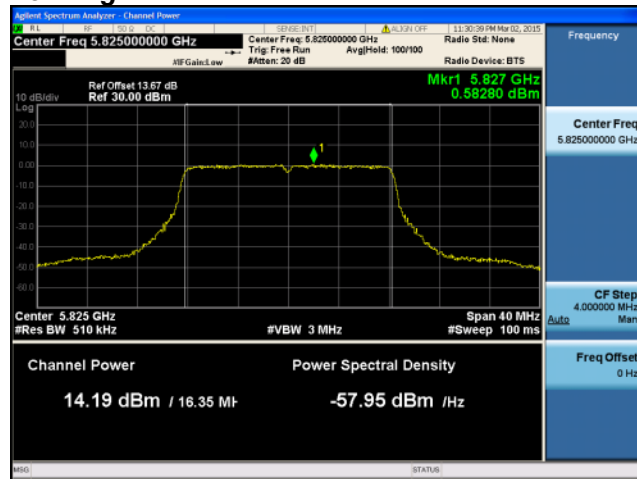 Agilent Spectrum Analyzer - Channel Power
RL RF 50 Ω DC SENSE:INT ALIGN OFF 11:30:39 PM Mar 02, 2015
Center Freq 5.825000000 GHz
Center Freq: 5.825000000 GHz
Radio Std: None
Trig: Free Run Avg|Hold: 100/100
#IFGain:Low #Atten: 20 dB Radio Device: BTS
Frequency
Mkr1 5.827 GHz
0.58280 dBm
Ref Offset 13.67 dB
10 dB/div Ref 30.00 dBm
Log
20.0
10.0
0.00
-10.0
-20.0
-30.0
-40.0
-50.0
-60.0
1
Center 5.825 GHz Span 40 MHz
#Res BW 510 kHz #VBW 3 MHz #Sweep 100 ms
Channel Power Power Spectral Density
14.19 dBm / 16.35 MH -57.95 dBm /Hz
Center Freq
5.825000000 GHz
CF Step
4.000000 MHz
Auto Man
Freq Offset
0 Hz
MSG STATUS